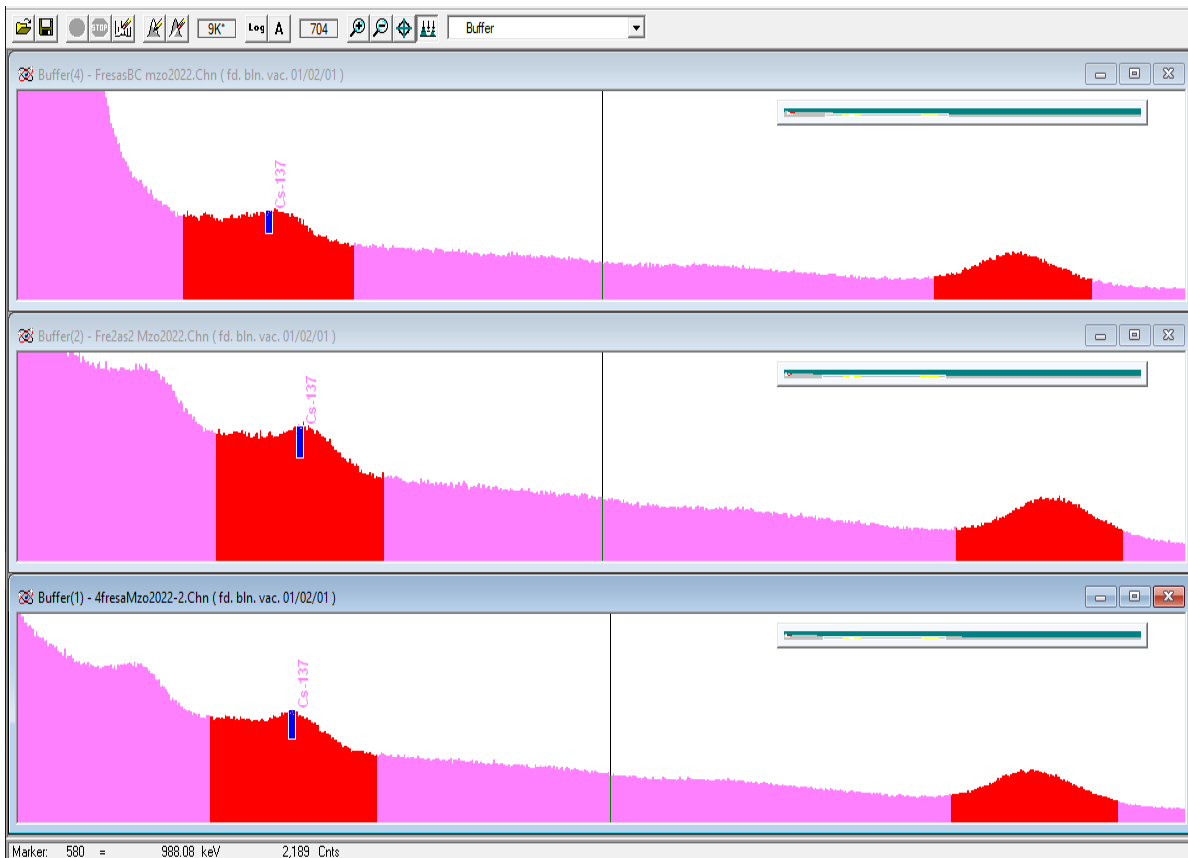 STOP 9K* Log A 704 Buffer
Buffer(4) - FresasBC mzo2022.Chn ( fd. bln. vac. 01/02/01 )
Cs-137
Buffer(2) - Fre2as2 Mzo2022.Chn ( fd. bln. vac. 01/02/01 )
Cs-137
Buffer(1) - 4fresaMzo2022-2.Chn ( fd. bln. vac. 01/02/01 )
Cs-137
Marker: 580 = 988.08 keV 2,189 Cnts